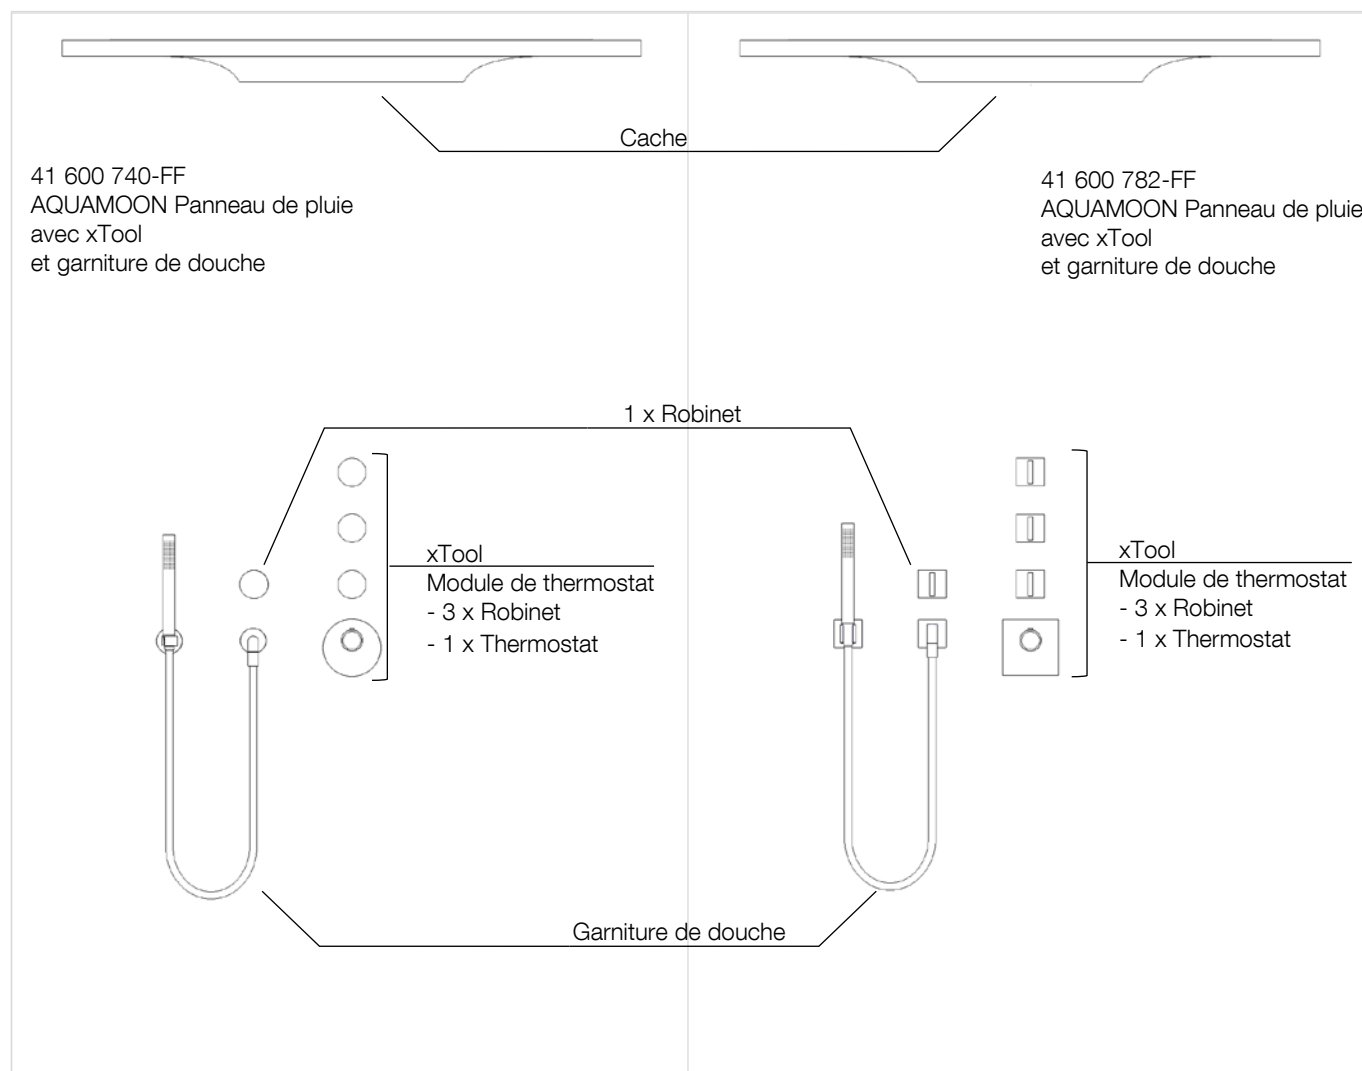 Cache
41 600 740-FF
AQUAMOON Panneau de pluie
avec xTool
et garniture de douche
41 600 782-FF
AQUAMOON Panneau de pluie
avec xTool
et garniture de douche
1 x Robinet
xTool
Module de thermostat
- 3 x Robinet
- 1 x Thermostat
xTool
Module de thermostat
- 3 x Robinet
- 1 x Thermostat
Garniture de douche